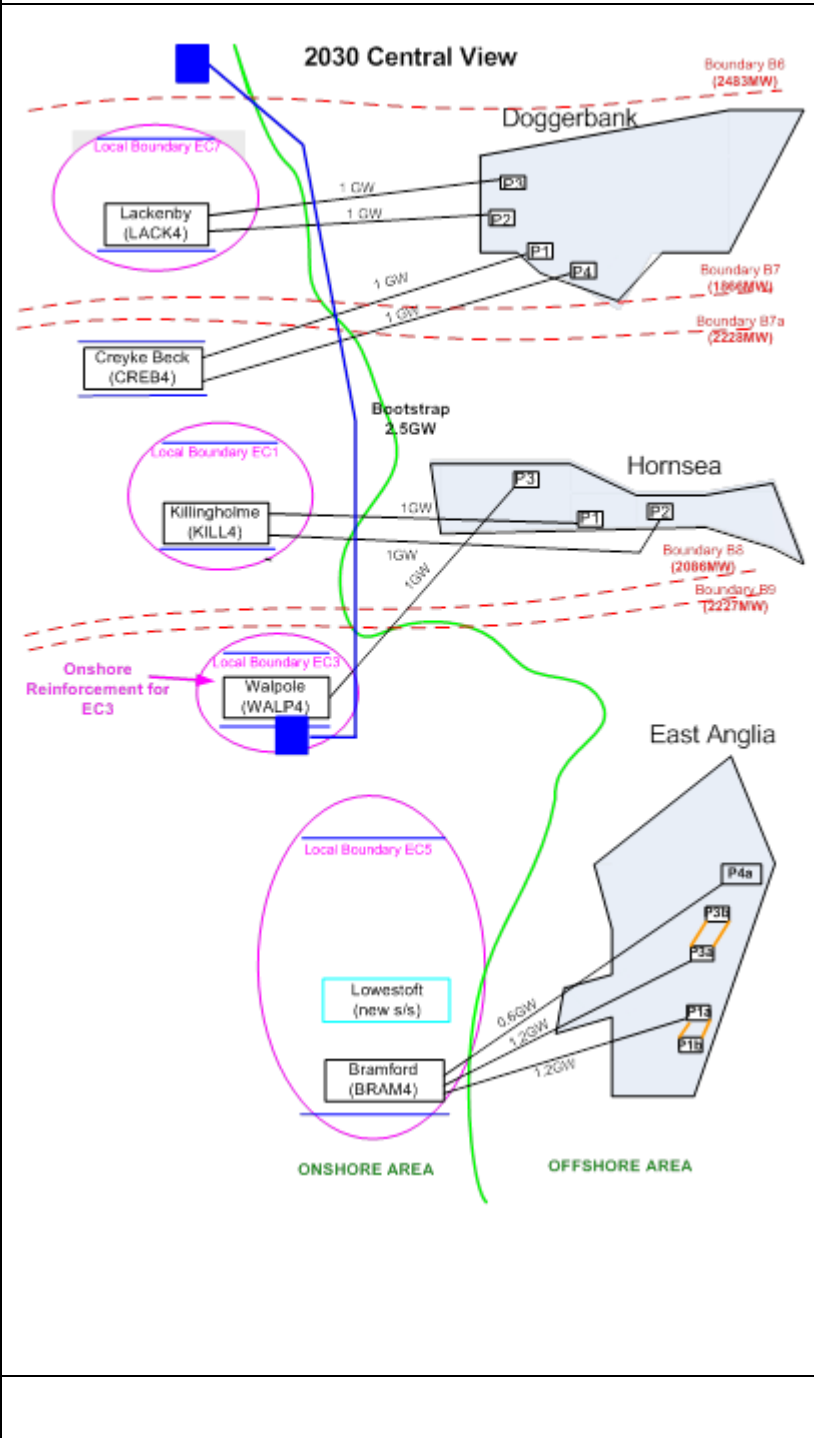 2030 Central View
Boundary B6
(2483MW)
Doggerbank
Local Boundary EC7
P3
1 GW
Lackenby
(LACK4)
1 GW
P2
P1
P4
1 GW
Boundary B7
(1866MW)
1 GW
Boundary B7a
(2228MW)
Creyke Beck
(CREB4)
Bootstrap
2.5GW
Local Boundary EC1
Hornsea
P3
Killingholme
(KILL4)
1GW
P1
P2
1GW
Boundary B8
(2086MW)
1GW
Boundary B9
(2227MW)
Local Boundary EC3
Onshore
Reinforcement for
EC3
Walpole
(WALP4)
East Anglia
Local Boundary EC5
P4a
P3b
P3a
Lowestoft
(new s/s)
0.6GW
1.2GW
P1a
P1b
Bramford
(BRAM4)
1.2GW
ONSHORE AREA
OFFSHORE AREA